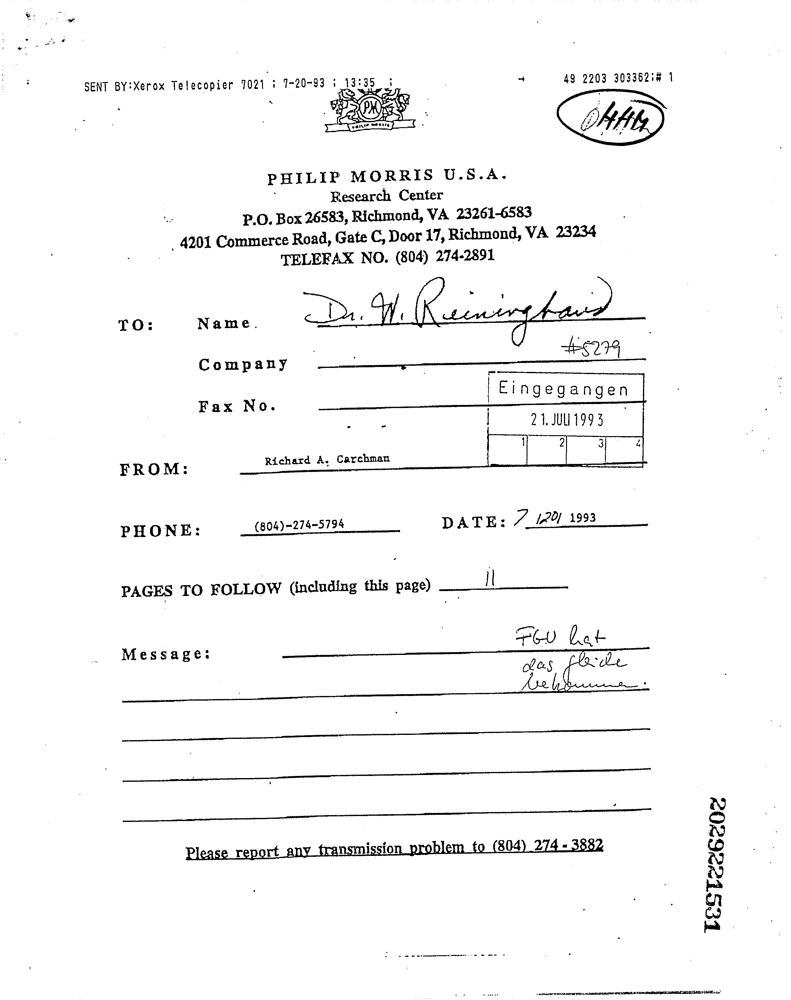 SENT BY:Xerox Telecopier 7021 ; 7-20-93 ; 13:35 ; → 49 2203 303362;# 1
PM
PHILIP MORRIS
PHILIP MORRIS U.S.A.
Research Center
P.O. Box 26583, Richmond, VA 23261-6583
4201 Commerce Road, Gate C, Door 17, Richmond, VA 23234
TELEFAX NO. (804) 274-2891
TO: Name. Dr. W. Reininghaus
#5279
Company
Eingegangen
Fax No.
21. JULI 1993
1 2 3 4
FROM: Richard A. Carchman
PHONE: (804)-274-5794 DATE: 7/20/ 1993
PAGES TO FOLLOW (including this page) 11
Message: FGU hat
das gleiche
bekommen.
Please report any transmission problem to (804) 274 - 3882
2029221531